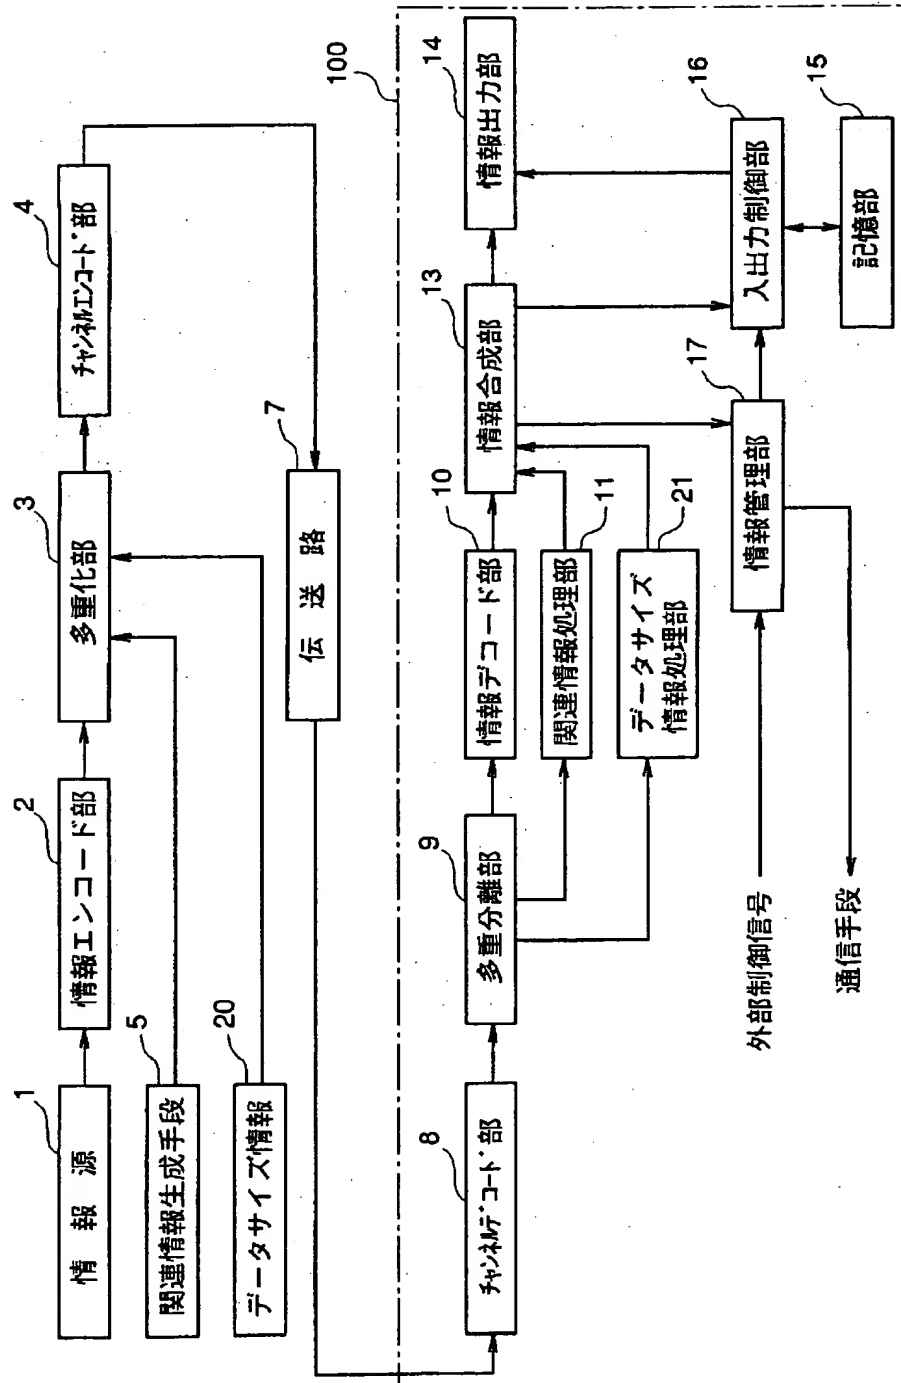 1
情報源
2
情報エンコード部
3
多重化部
4
チャンネルエンコード部
5
関連情報生成手段
20
データサイズ情報
7
伝送路
100
8
チャンネルデコード部
9
多重分離部
10
情報デコード部
13
情報合成部
14
情報出力部
11
関連情報処理部
21
データサイズ
情報処理部
17
情報管理部
16
入出力制御部
15
記憶部
外部制御信号
通信手段